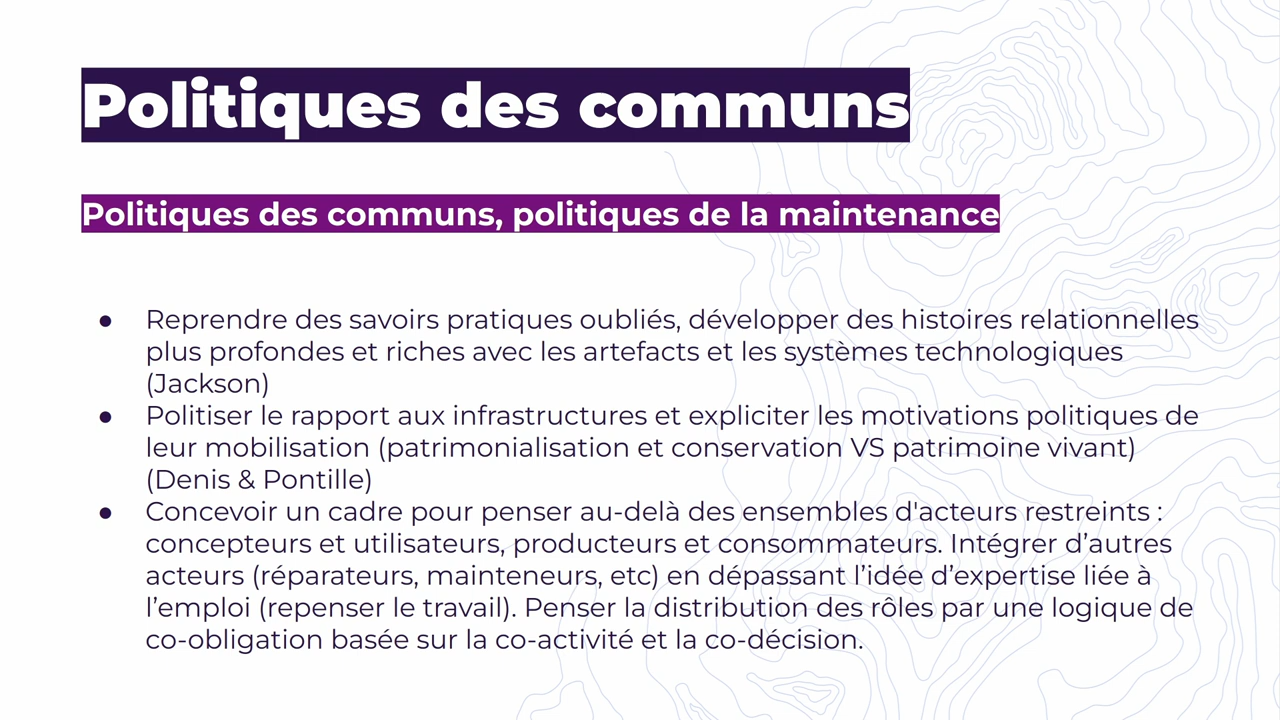 Politiques des communs
Politiques des communs, politiques de la maintenance
● Reprendre des savoirs pratiques oubliés, développer des histoires relationnelles
plus profondes et riches avec les artefacts et les systèmes technologiques
(Jackson)
● Politiser le rapport aux infrastructures et expliciter les motivations politiques de
leur mobilisation (patrimonialisation et conservation VS patrimoine vivant)
(Denis & Pontille)
● Concevoir un cadre pour penser au-delà des ensembles d'acteurs restreints :
concepteurs et utilisateurs, producteurs et consommateurs. Intégrer d’autres
acteurs (réparateurs, mainteneurs, etc) en dépassant l’idée d’expertise liée à
l’emploi (repenser le travail). Penser la distribution des rôles par une logique de
co-obligation basée sur la co-activité et la co-décision.